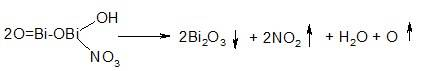 OH
2O=Bi-OBi → 2Bi₂O₃ ↓ + 2NO₂ ↑ + H₂O + O ↑
NO₃